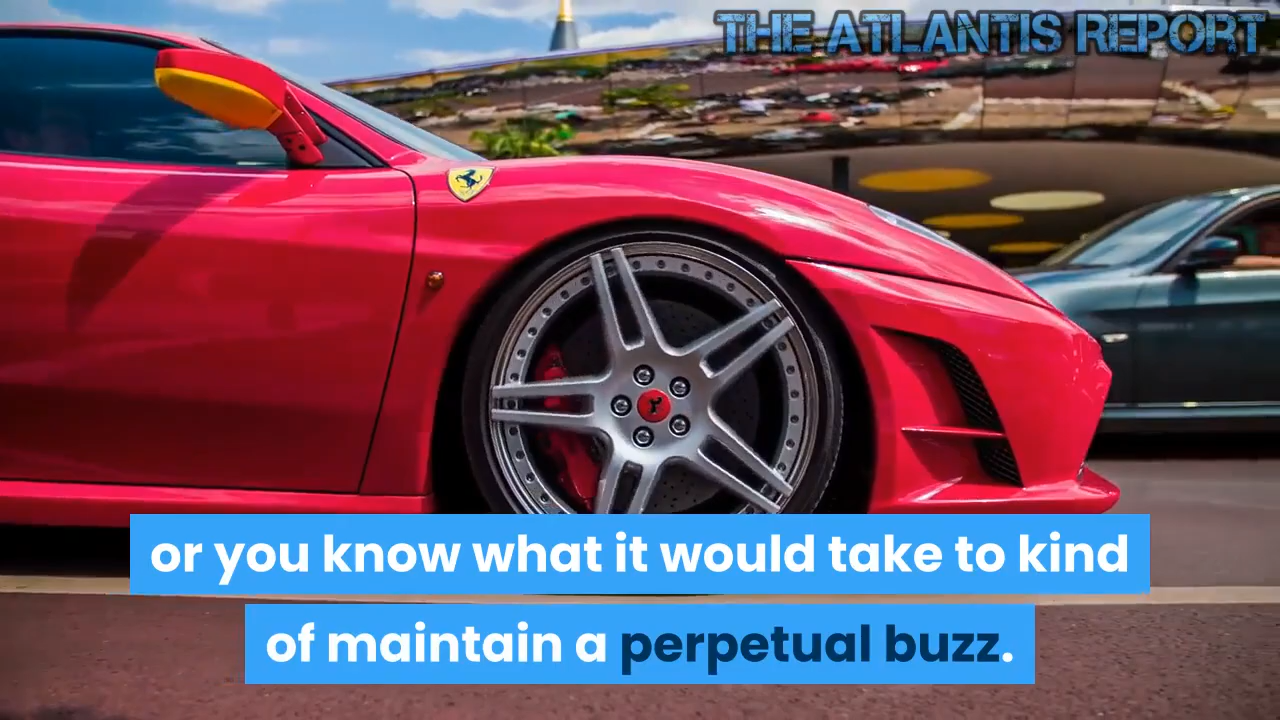 THE ATLANTIS REPORT
or you know what it would take to kind
of maintain a perpetual buzz.